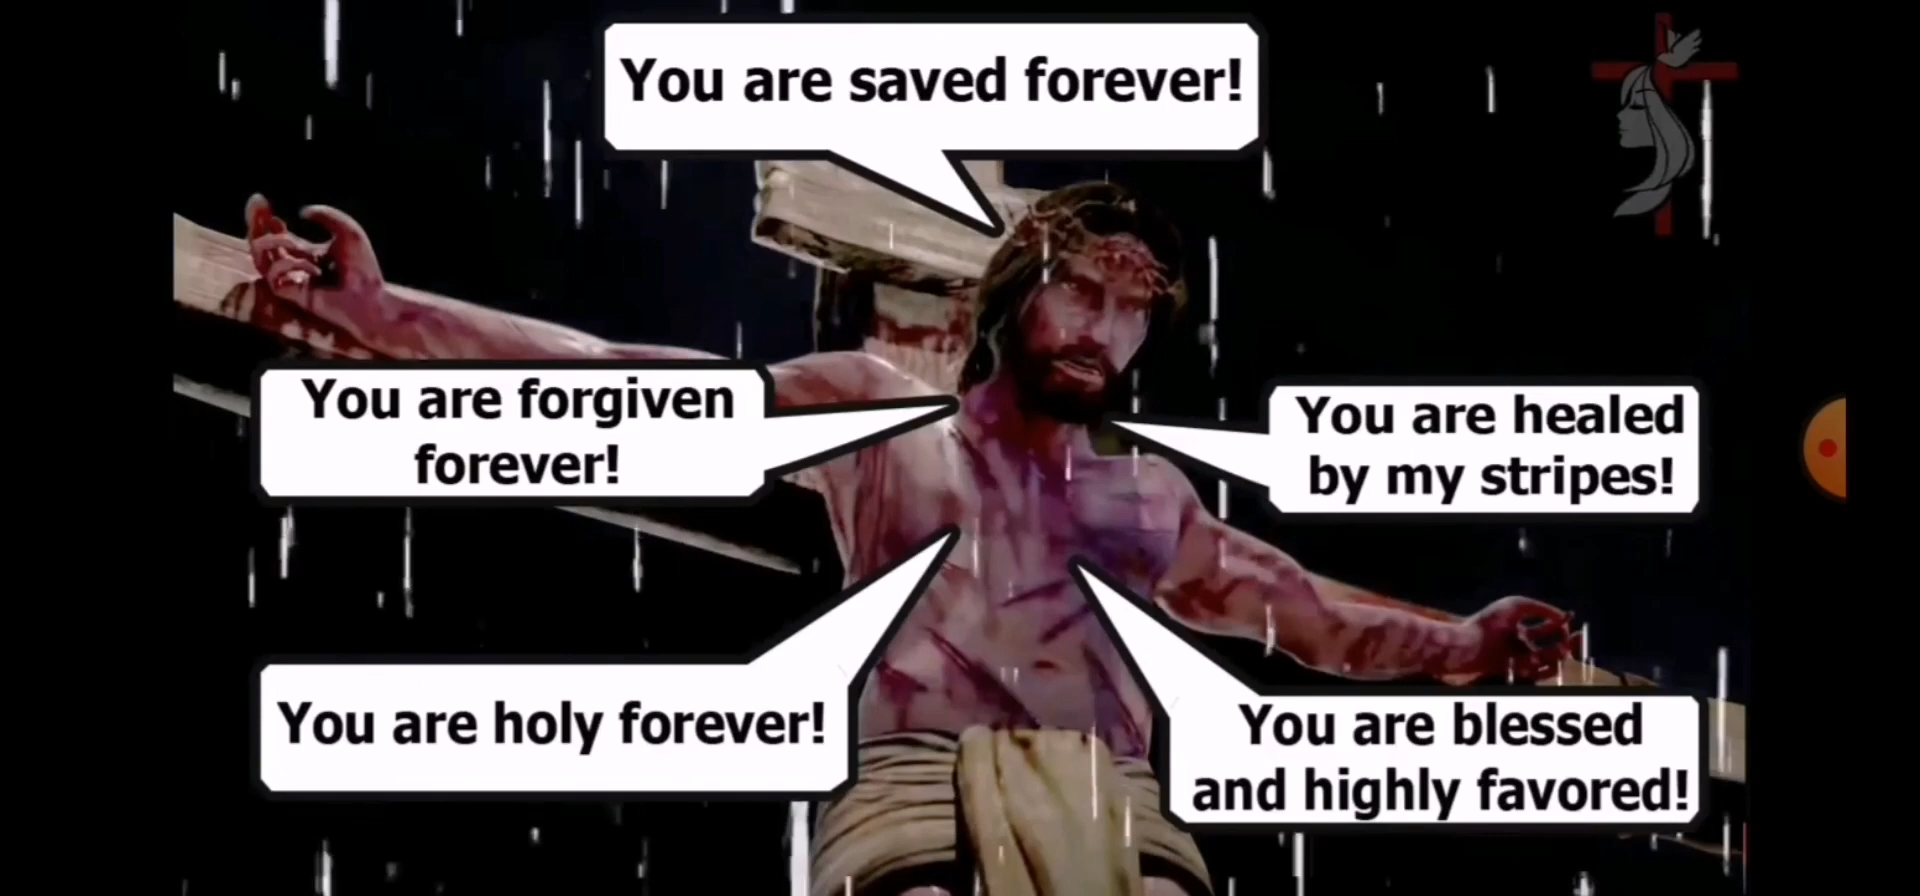 You are saved forever!
You are forgiven
forever!
You are healed
by my stripes!
You are holy forever!
You are blessed
and highly favored!